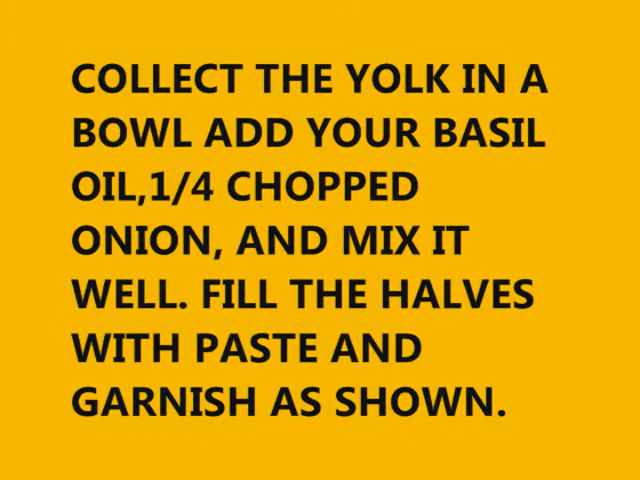 COLLECT THE YOLK IN A
BOWL ADD YOUR BASIL
OIL,1/4 CHOPPED
ONION, AND MIX IT
WELL. FILL THE HALVES
WITH PASTE AND
GARNISH AS SHOWN.